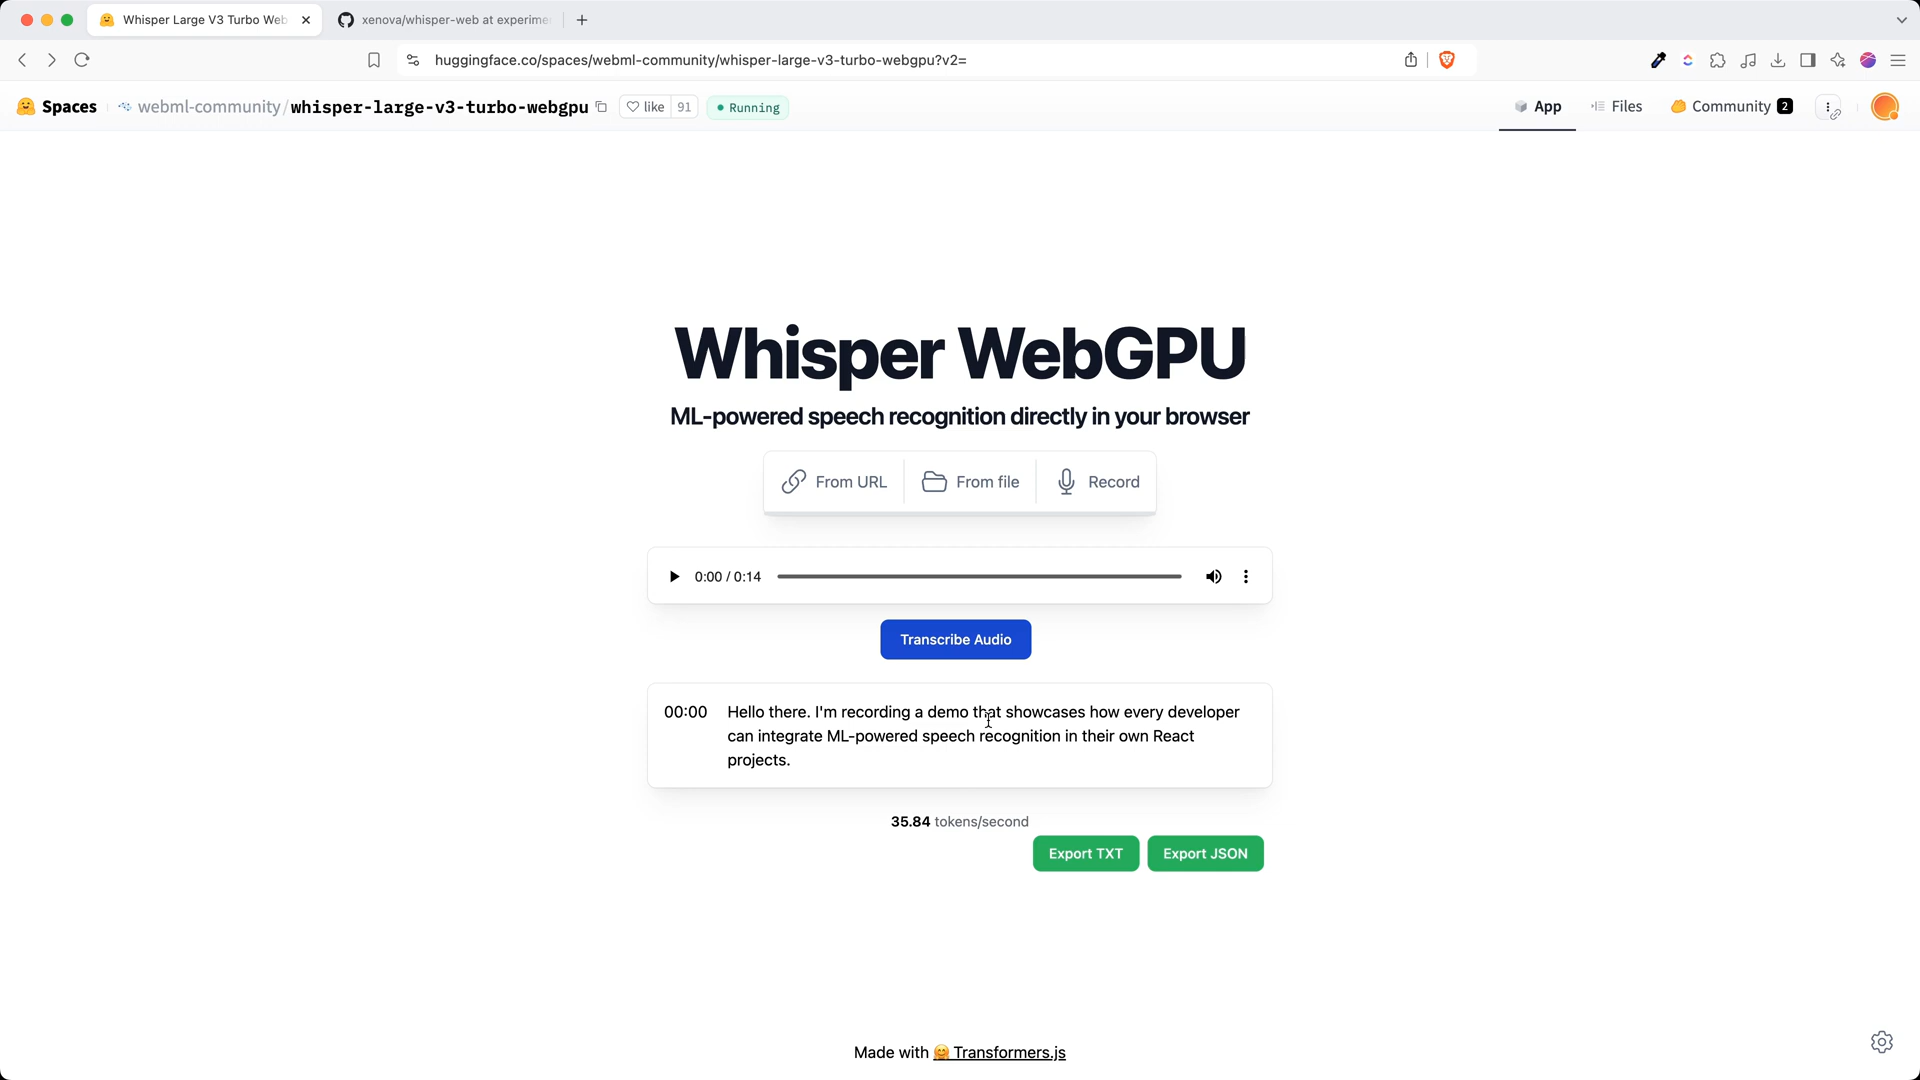 Whisper Large V3 Turbo Web
xenova/whisper-web at experime
huggingface.co/spaces/webml-community/whisper-large-v3-turbo-webgpu?v2=
Spaces
webml-community/whisper-large-v3-turbo-webgpu
like 91
Running
App
Files
Community 2
Whisper WebGPU
ML-powered speech recognition directly in your browser
From URL
From file
Record
0:00 / 0:14
Transcribe Audio
00:00 Hello there. I'm recording a demo that showcases how every developer
can integrate ML-powered speech recognition in their own React
projects.
35.84 tokens/second
Export TXT
Export JSON
Made with 🤗 Transformers.js